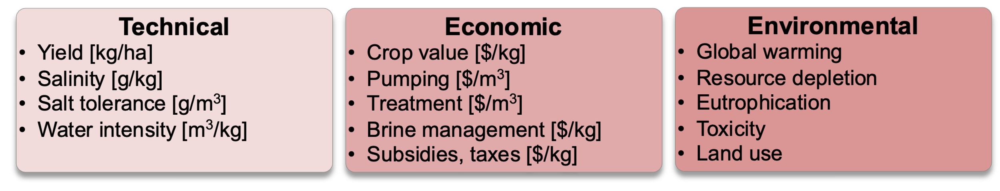 Technical
• Yield [kg/ha]
• Salinity [g/kg]
• Salt tolerance [g/m³]
• Water intensity [m³/kg]
Economic
• Crop value [$/kg]
• Pumping [$/m³]
• Treatment [$/m³]
• Brine management [$/kg]
• Subsidies, taxes [$/kg]
Environmental
• Global warming
• Resource depletion
• Eutrophication
• Toxicity
• Land use